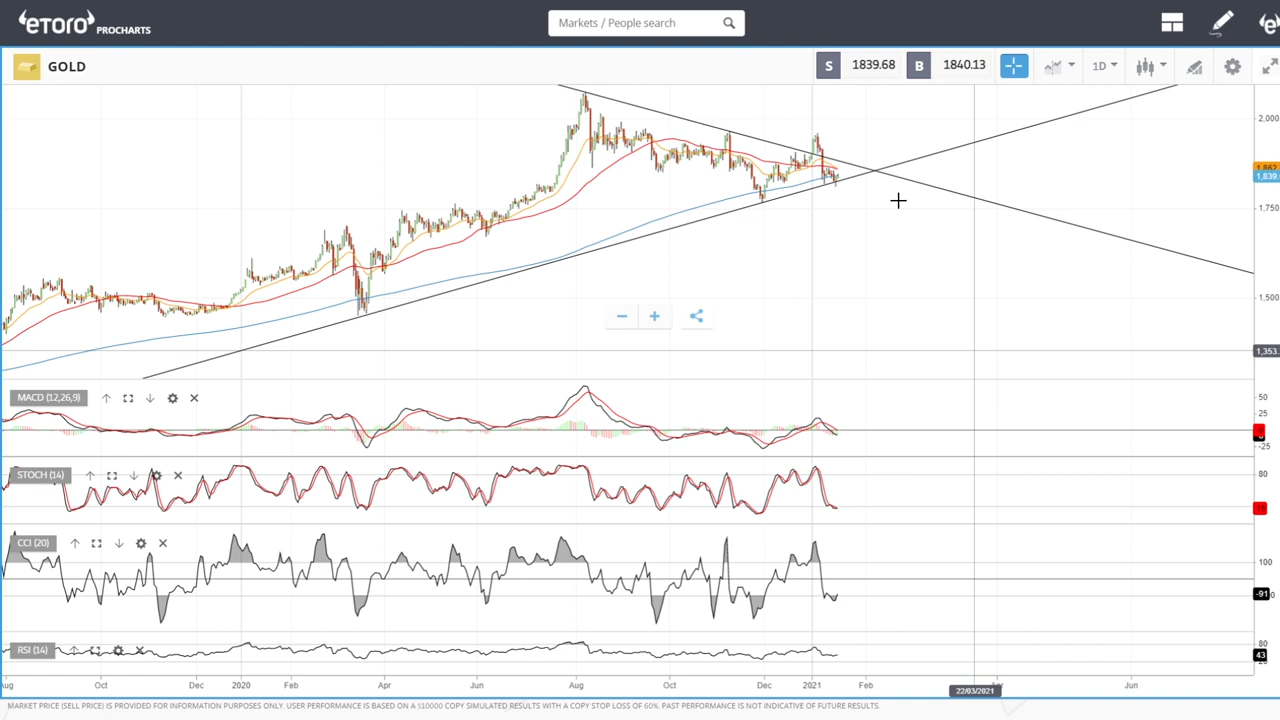 eTORO PROCHARTS
Markets / People search
GOLD
S 1839.68 B 1840.13
1D
2,000
1,862
1,839
1,750
1,500
1,353
MACD (12,26,9)
50
25
-25
STOCH (14)
80
CCI (20)
100
-91
RSI (14)
80
43
Aug Oct Dec 2020 Feb Apr Jun Aug Oct Dec 2021 Feb 22/03/2021 Jun
MARKET PRICE (SELL PRICE) IS PROVIDED FOR INFORMATION PURPOSES ONLY. USER PERFORMANCE IS BASED ON A $10000 COPY SIMULATED RESULTS WITH A COPY STOP LOSS OF 60%. PAST PERFORMANCE IS NOT INDICATIVE OF FUTURE RESULTS.